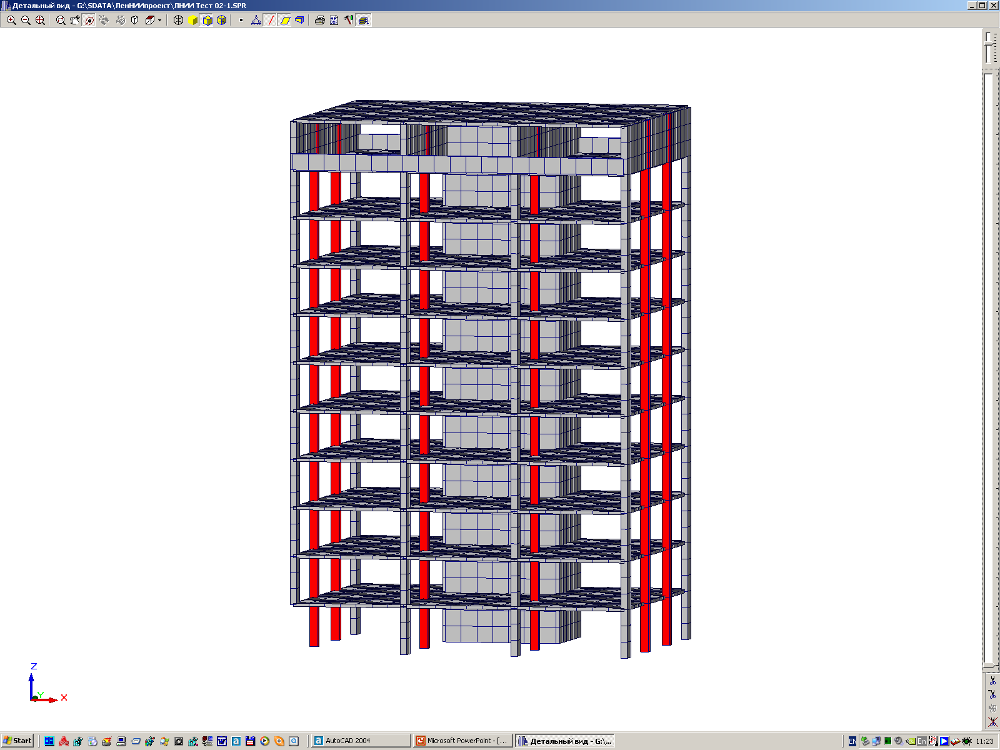 Детальный вид - G:\SDATA\ЛенНИИпроект\ЛНИИ Тест 02-1.SPR
DXF
Z
Y
X
Start
AutoCAD 2004
Microsoft PowerPoint - [...
Детальный вид - G:\...
EN
En
11:23